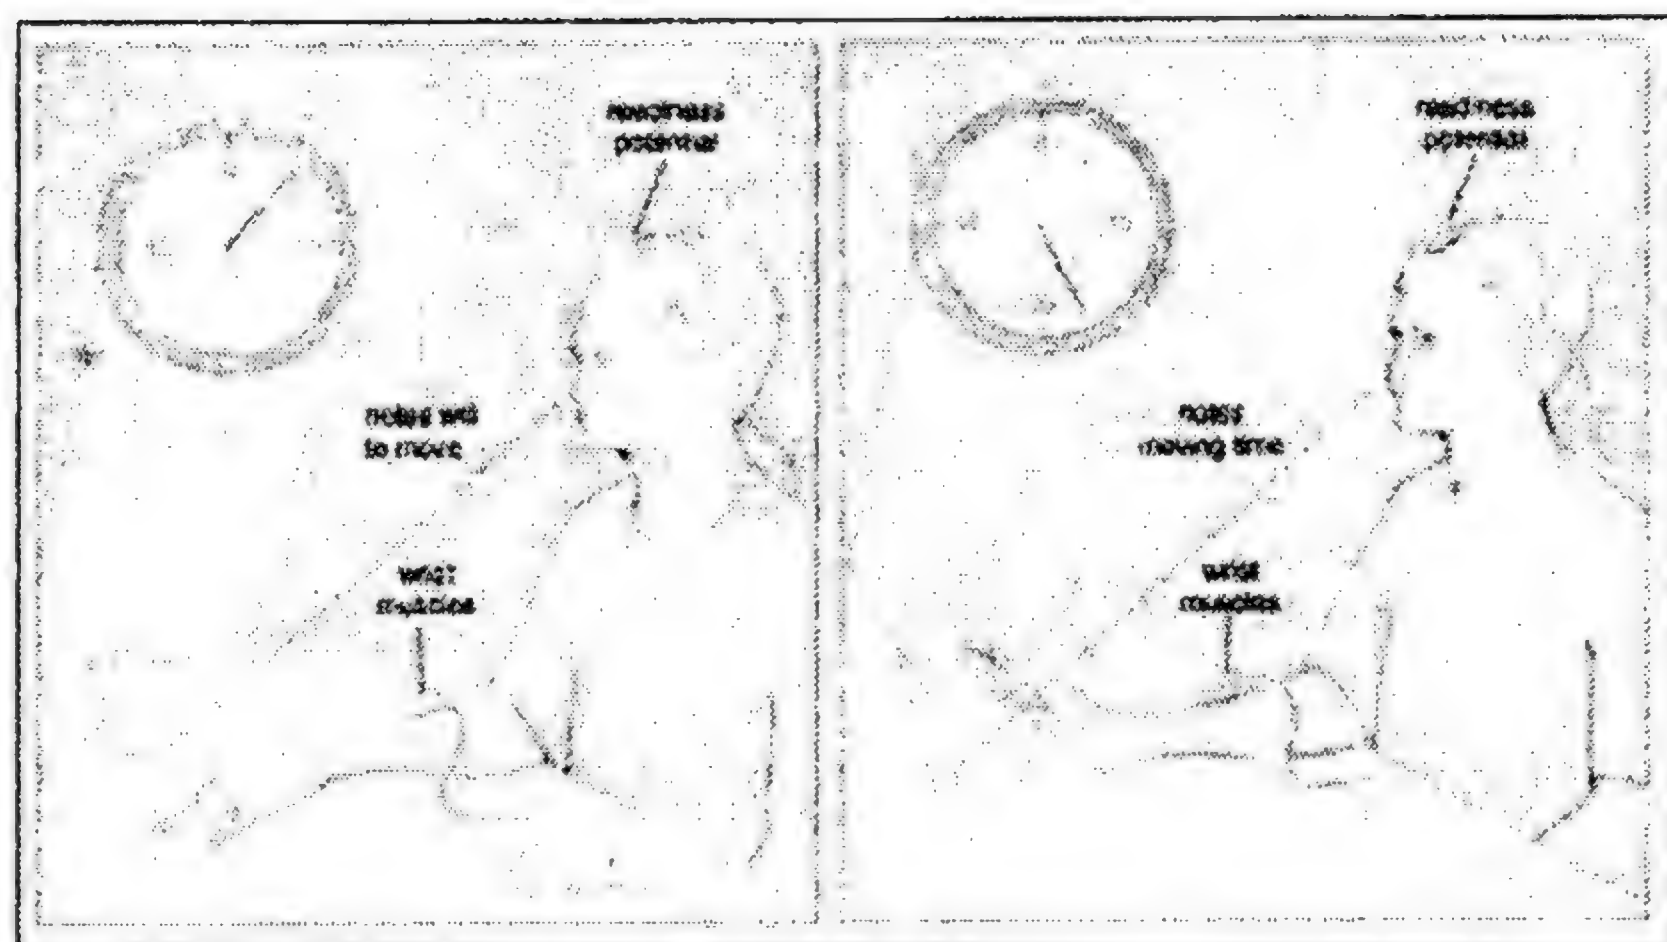 readiness
potential
notes will
to move
wrist
muscles
readiness
potential
notes
moving time
wrist
muscles